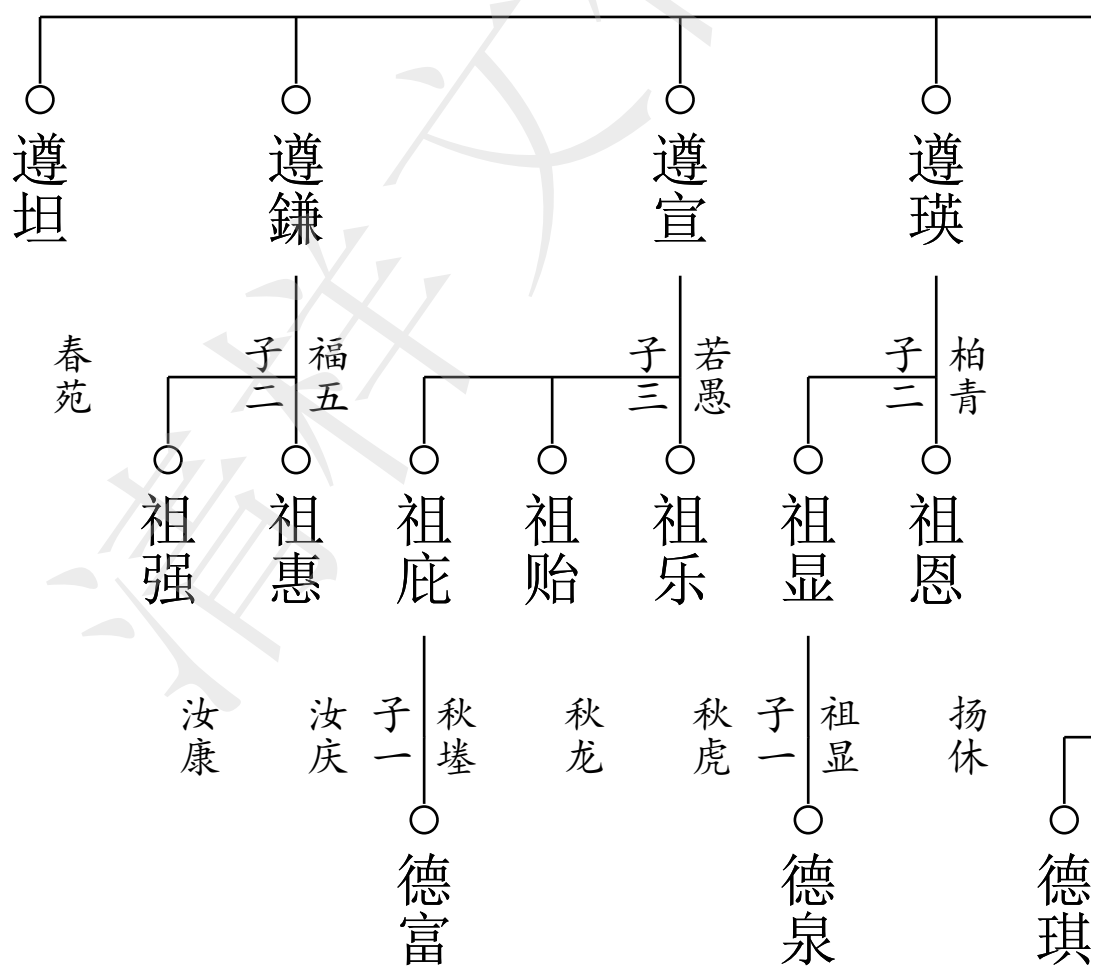 遵瑛
遵宣
遵鎌
遵坦
柏青
子二
若愚
子三
福五
子二
春苑
祖恩
祖显
祖乐
祖贻
祖庇
祖惠
祖强
扬休
祖显
子一
秋虎
秋龙
秋埜
子一
汝庆
汝康
德琪
德泉
德富